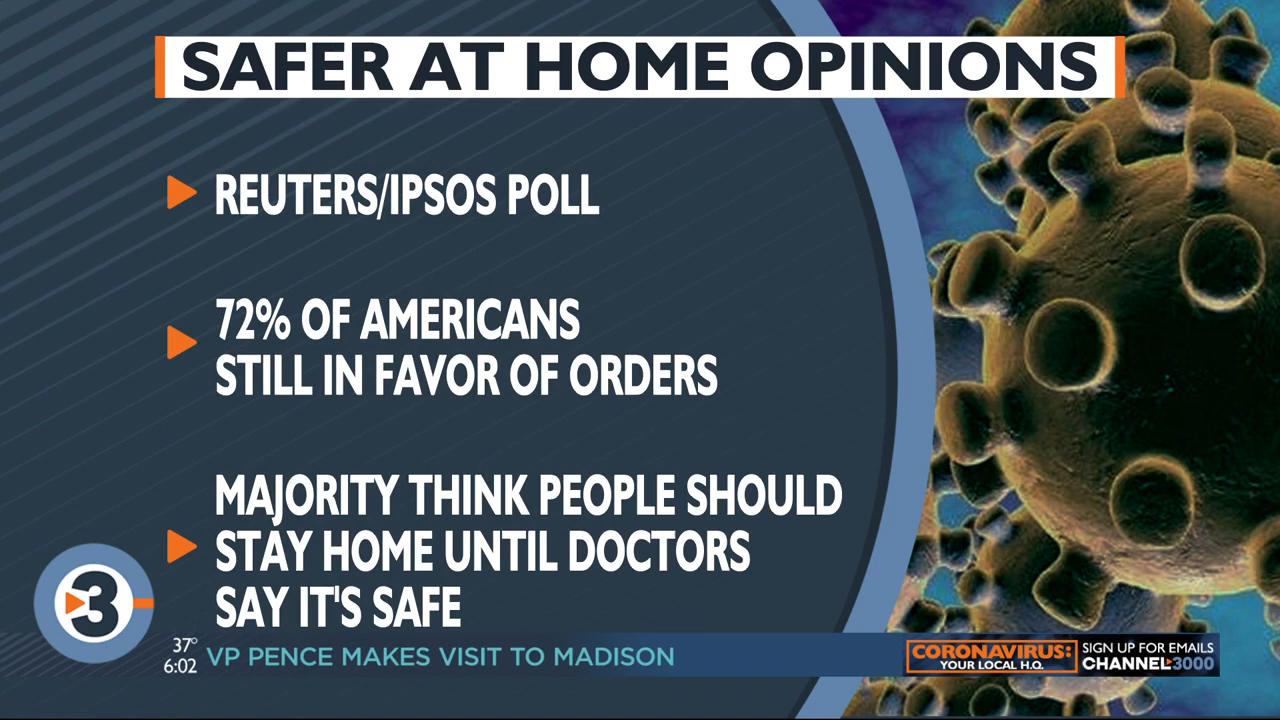 SAFER AT HOME OPINIONS
REUTERS/IPSOS POLL
72% OF AMERICANS
STILL IN FAVOR OF ORDERS
MAJORITY THINK PEOPLE SHOULD
STAY HOME UNTIL DOCTORS
SAY IT'S SAFE
3
37°
6:02
VP PENCE MAKES VISIT TO MADISON
CORONAVIRUS:
YOUR LOCAL H.Q.
SIGN UP FOR EMAILS
CHANNEL3000